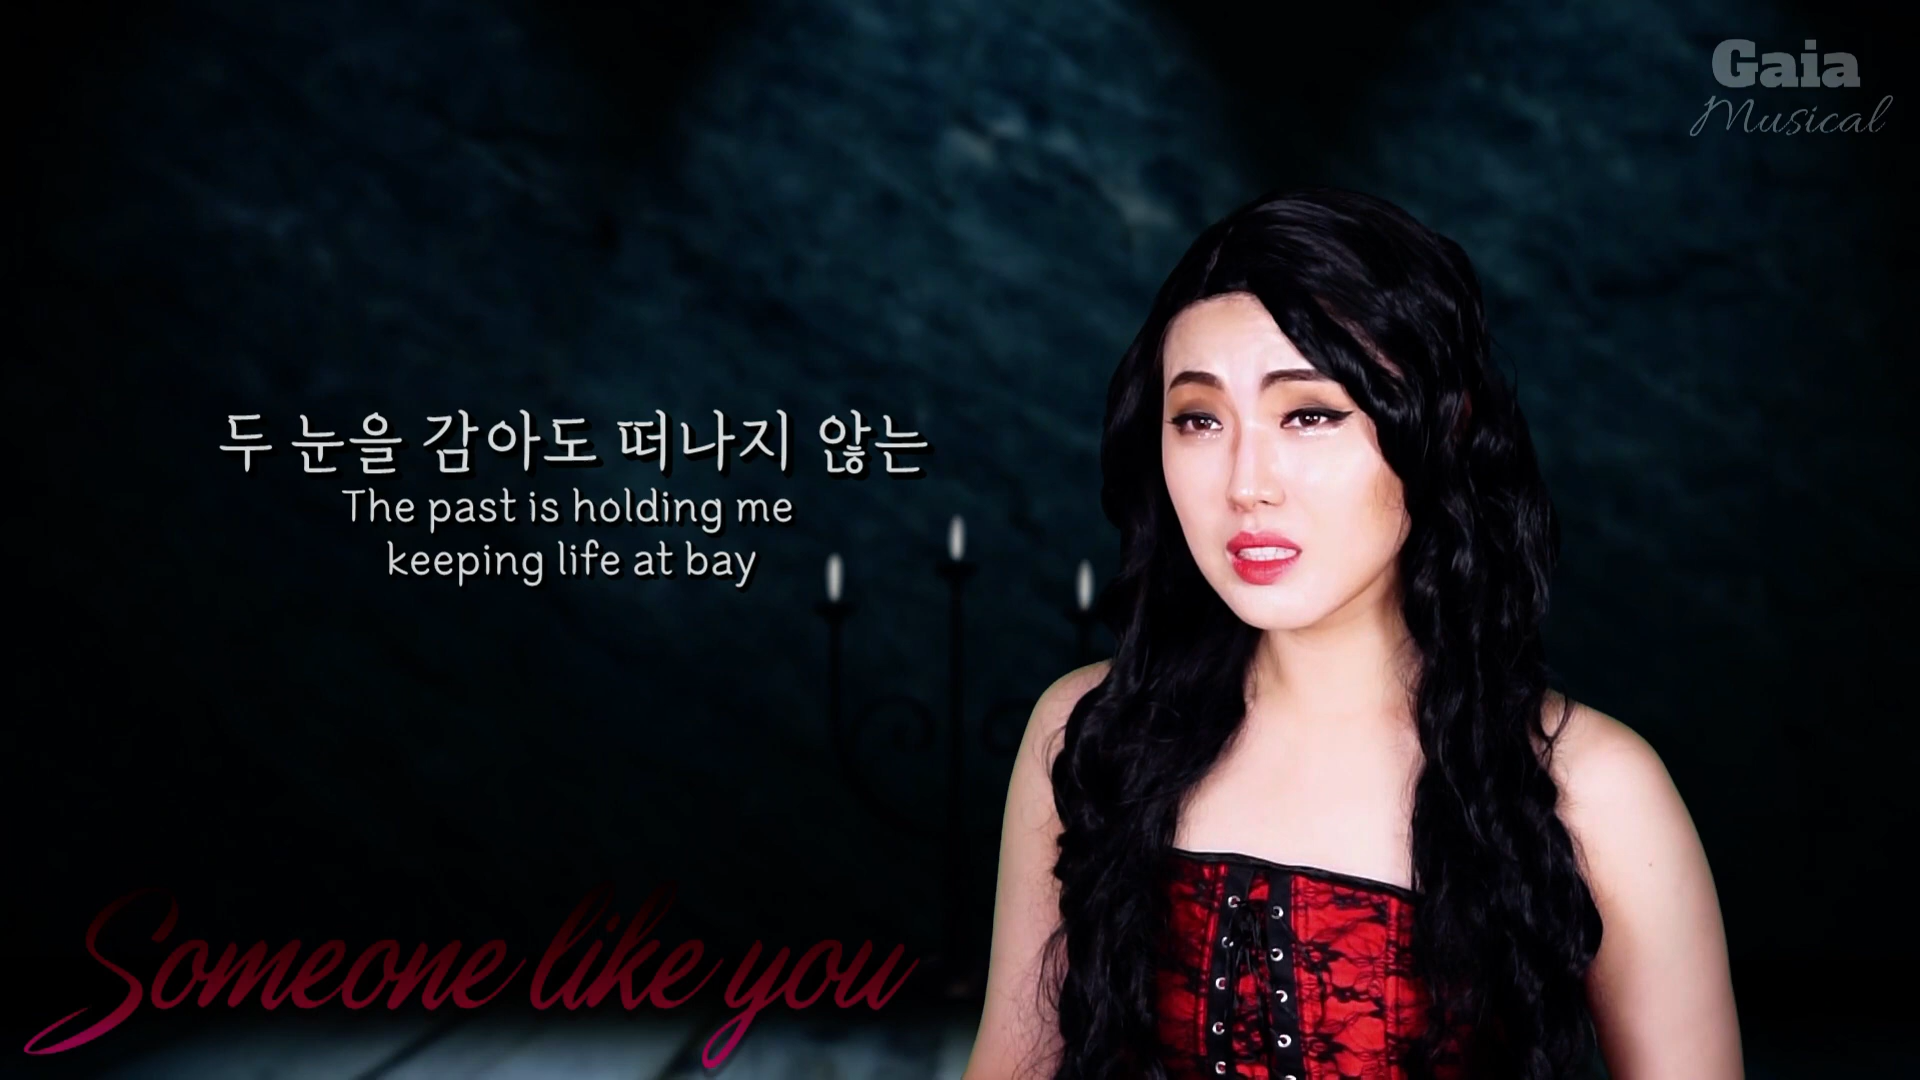 Gaia
Musical
두 눈을 감아도 떠나지 않는
The past is holding me
keeping life at bay
Someone like you